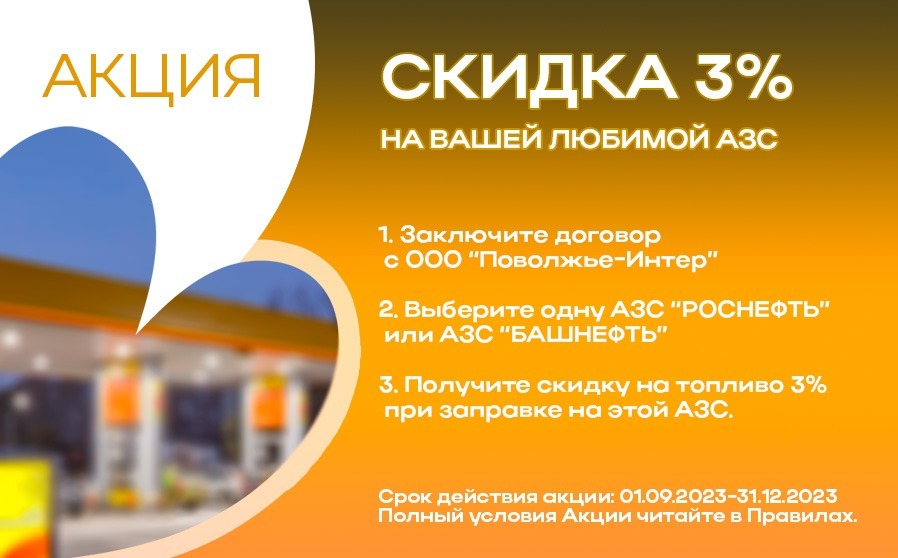 АКЦИЯ
СКИДКА 3%
НА ВАШЕЙ ЛЮБИМОЙ АЗС
1. Заключите договор
с ООО "Поволжье-Интер"
2. Выберите одну АЗС "РОСНЕФТЬ"
или АЗС "БАШНЕФТЬ"
3. Получите скидку на топливо 3%
при заправке на этой АЗС.
Срок действия акции: 01.09.2023-31.12.2023
Полный условия Акции читайте в Правилах.